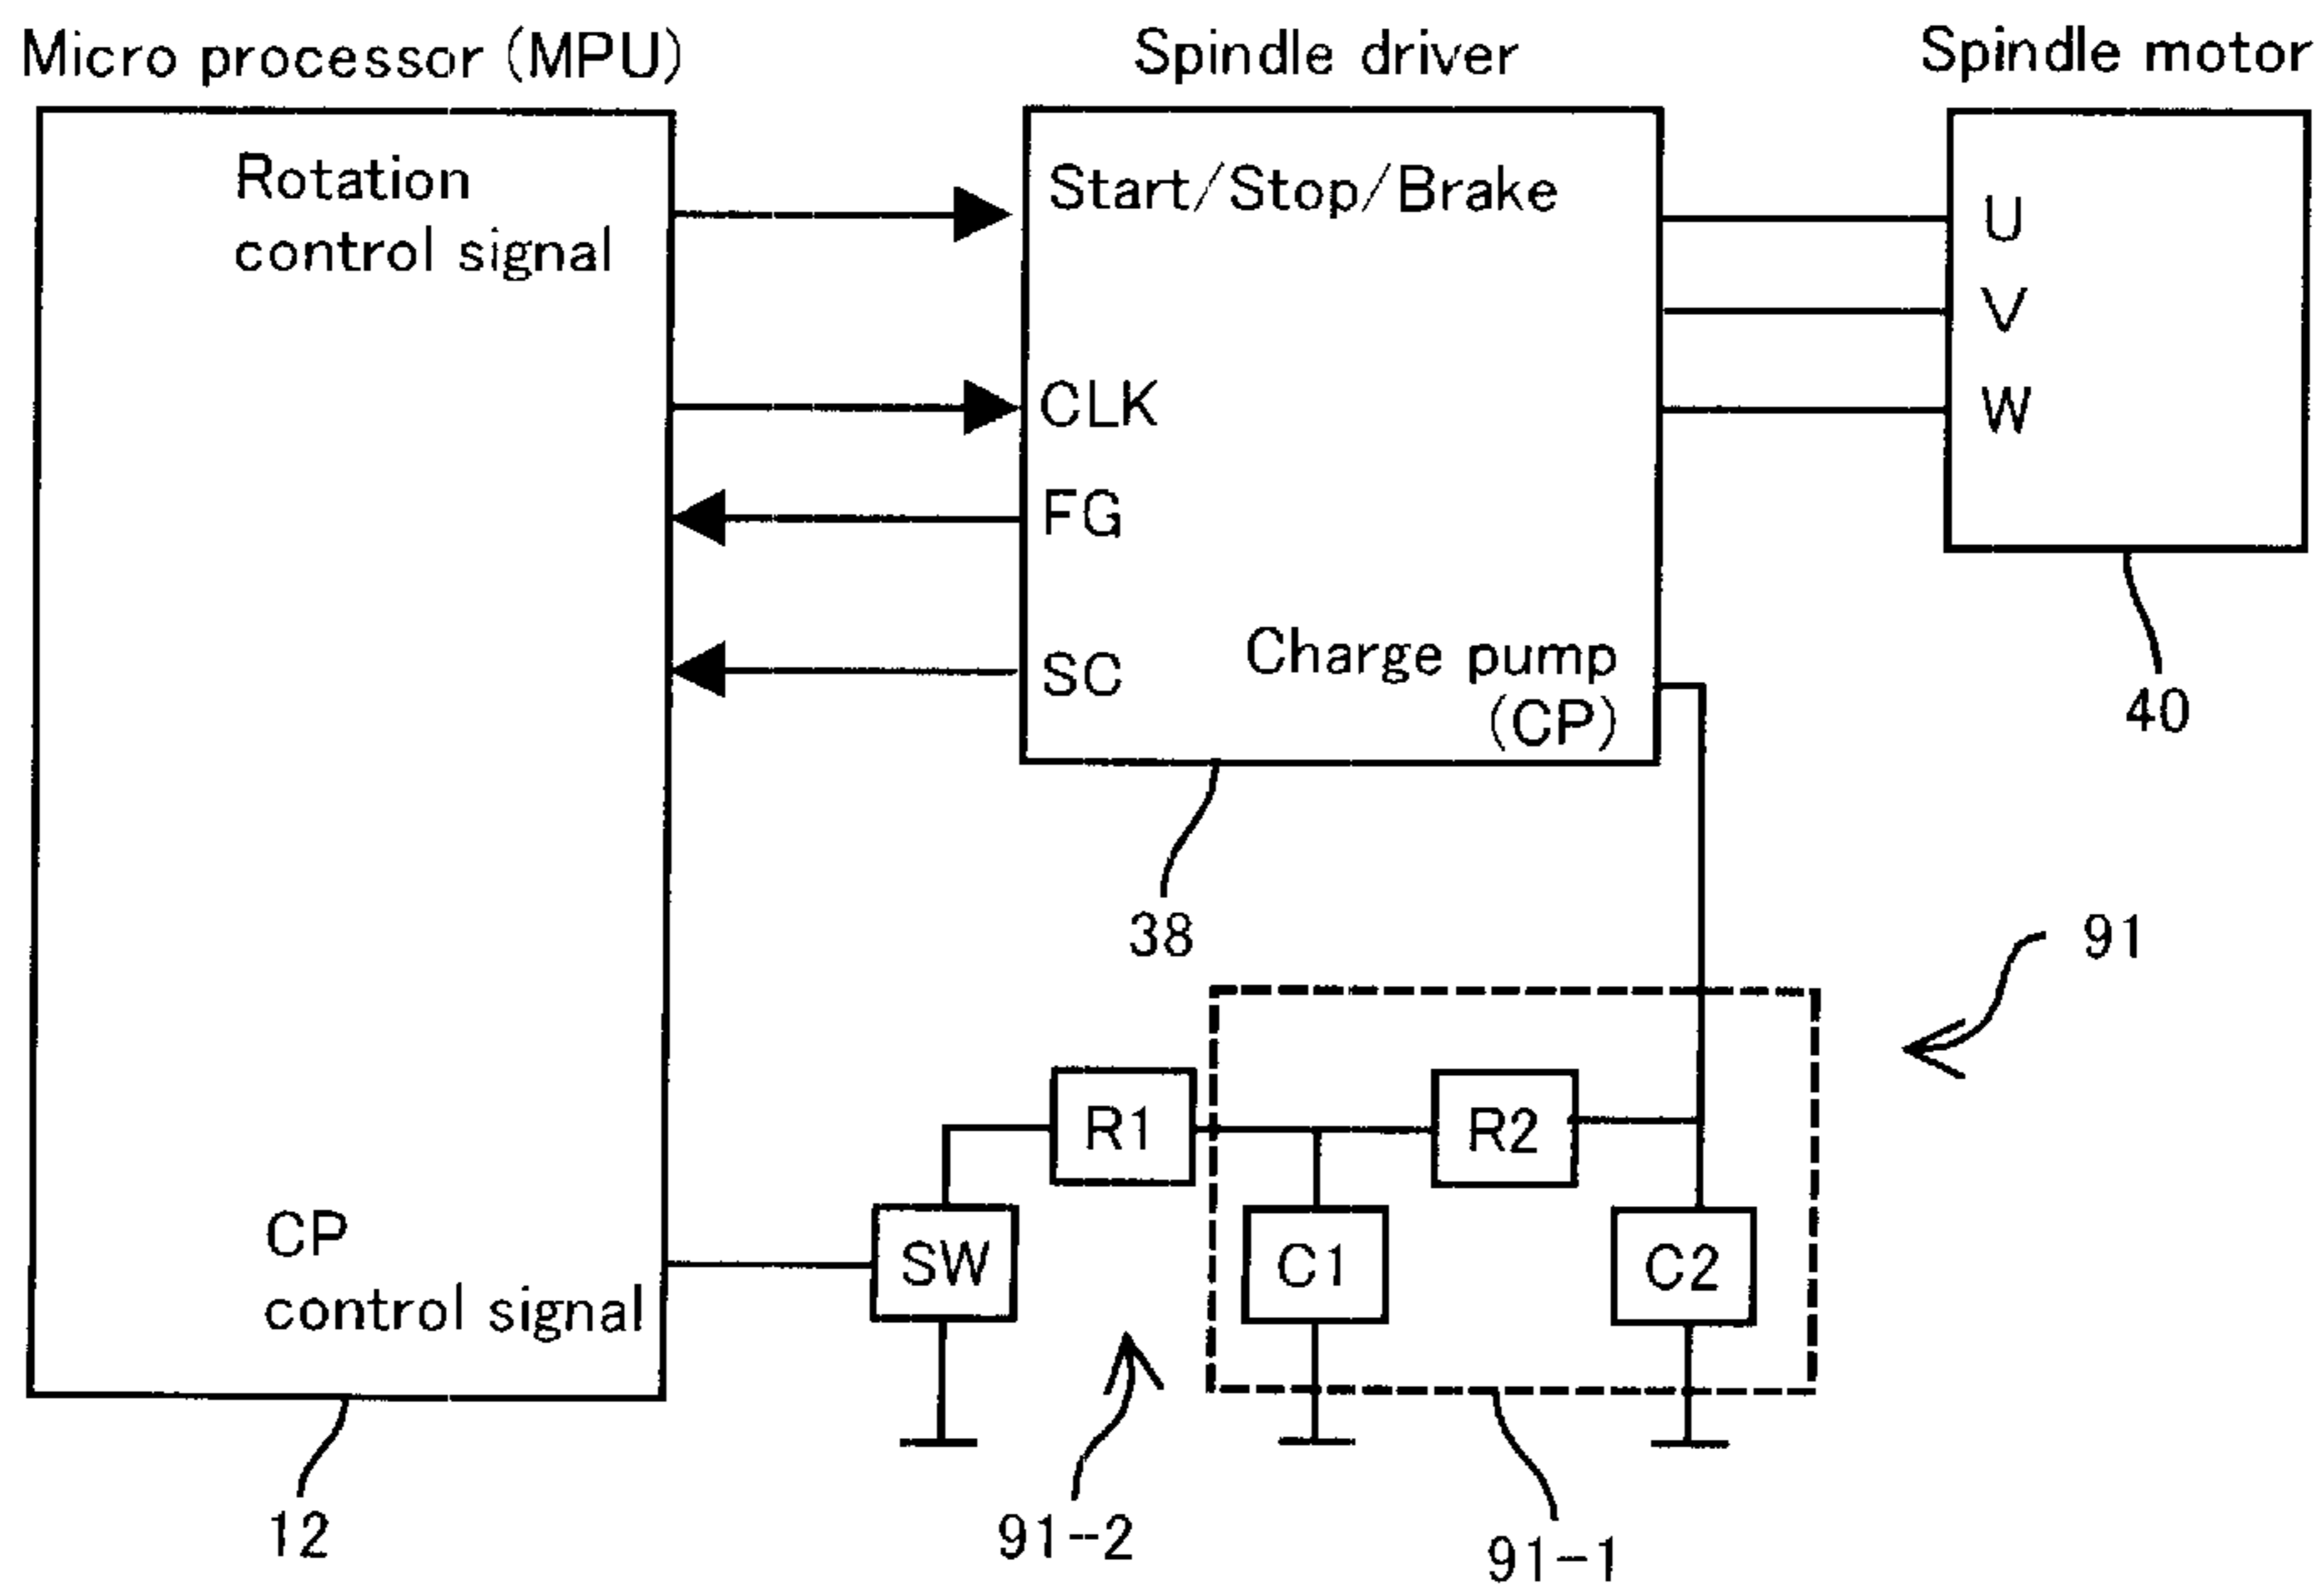 Micro processor (MPU)
Spindle driver
Spindle motor
Rotation
control signal
Start/Stop/Brake
U
V
W
CLK
FG
SC
Charge pump
(CP)
40
38
91
R1
R2
SW
C1
C2
CP
control signal
12
91-2
91-1